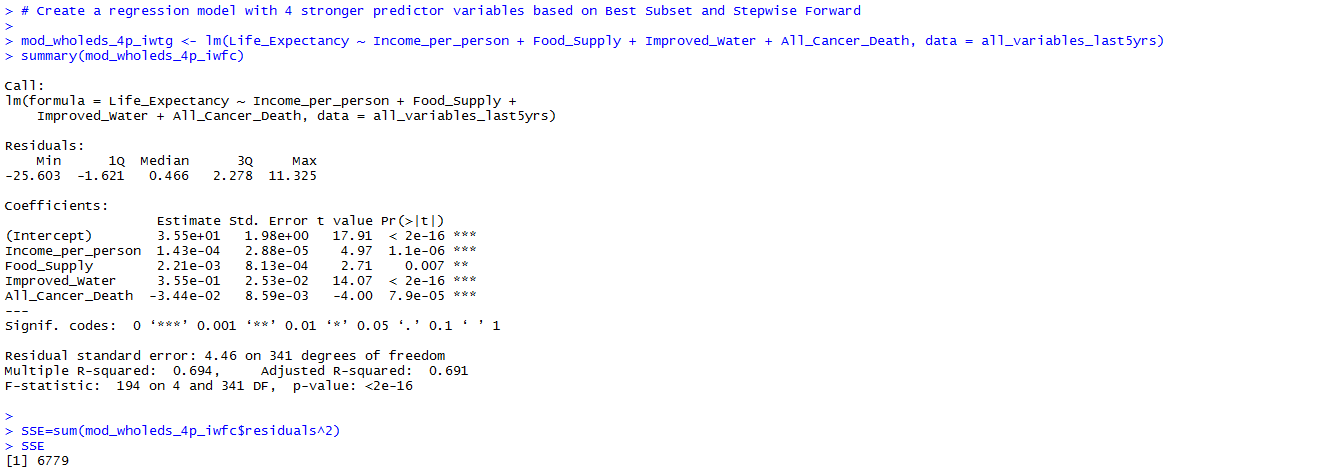 > # Create a regression model with 4 stronger predictor variables based on Best Subset and Stepwise Forward
>
> mod_wholeds_4p_iwtg <- lm(Life_Expectancy ~ Income_per_person + Food_Supply + Improved_Water + All_Cancer_Death, data = all_variables_last5yrs)
> summary(mod_wholeds_4p_iwfc)

Call:
lm(formula = Life_Expectancy ~ Income_per_person + Food_Supply +
    Improved_Water + All_Cancer_Death, data = all_variables_last5yrs)

Residuals:
    Min      1Q  Median      3Q     Max
-25.603  -1.621   0.466   2.278  11.325

Coefficients:
                   Estimate Std. Error t value Pr(>|t|)
(Intercept)        3.55e+01   1.98e+00   17.91  < 2e-16 ***
Income_per_person  1.43e-04   2.88e-05    4.97  1.1e-06 ***
Food_Supply        2.21e-03   8.13e-04    2.71    0.007 **
Improved_Water     3.55e-01   2.53e-02   14.07  < 2e-16 ***
All_Cancer_Death  -3.44e-02   8.59e-03   -4.00  7.9e-05 ***
---
Signif. codes:  0 ‘***’ 0.001 ‘**’ 0.01 ‘*’ 0.05 ‘.’ 0.1 ‘ ’ 1

Residual standard error: 4.46 on 341 degrees of freedom
Multiple R-squared:  0.694,     Adjusted R-squared:  0.691
F-statistic:  194 on 4 and 341 DF,  p-value: <2e-16

>
> SSE=sum(mod_wholeds_4p_iwfc$residuals^2)
> SSE
[1] 6779